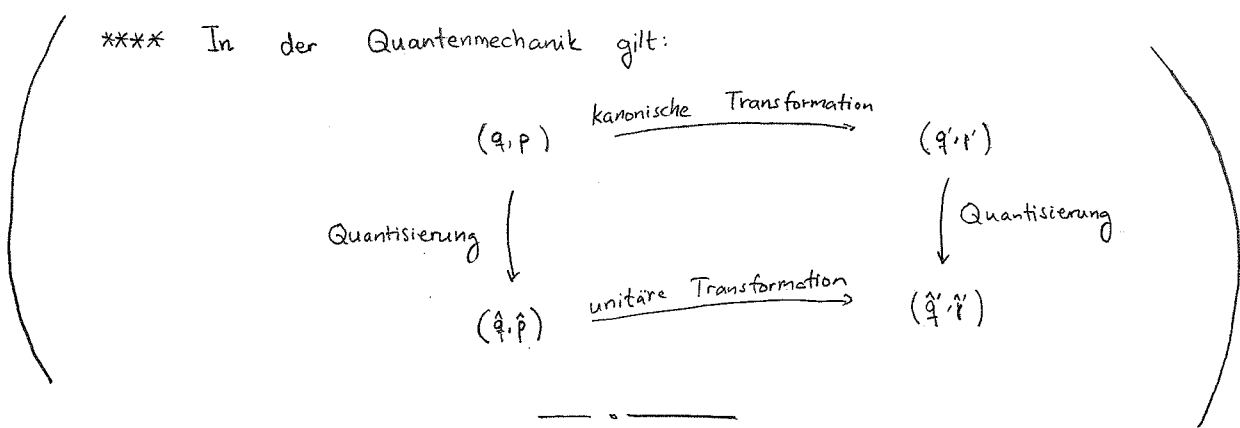 **** In der Quantenmechanik gilt:
kanonische Transformation
(q, p) (q', p')
Quantisierung Quantisierung
unitäre Transformation
(q̂, p̂) (q̂', p̂')